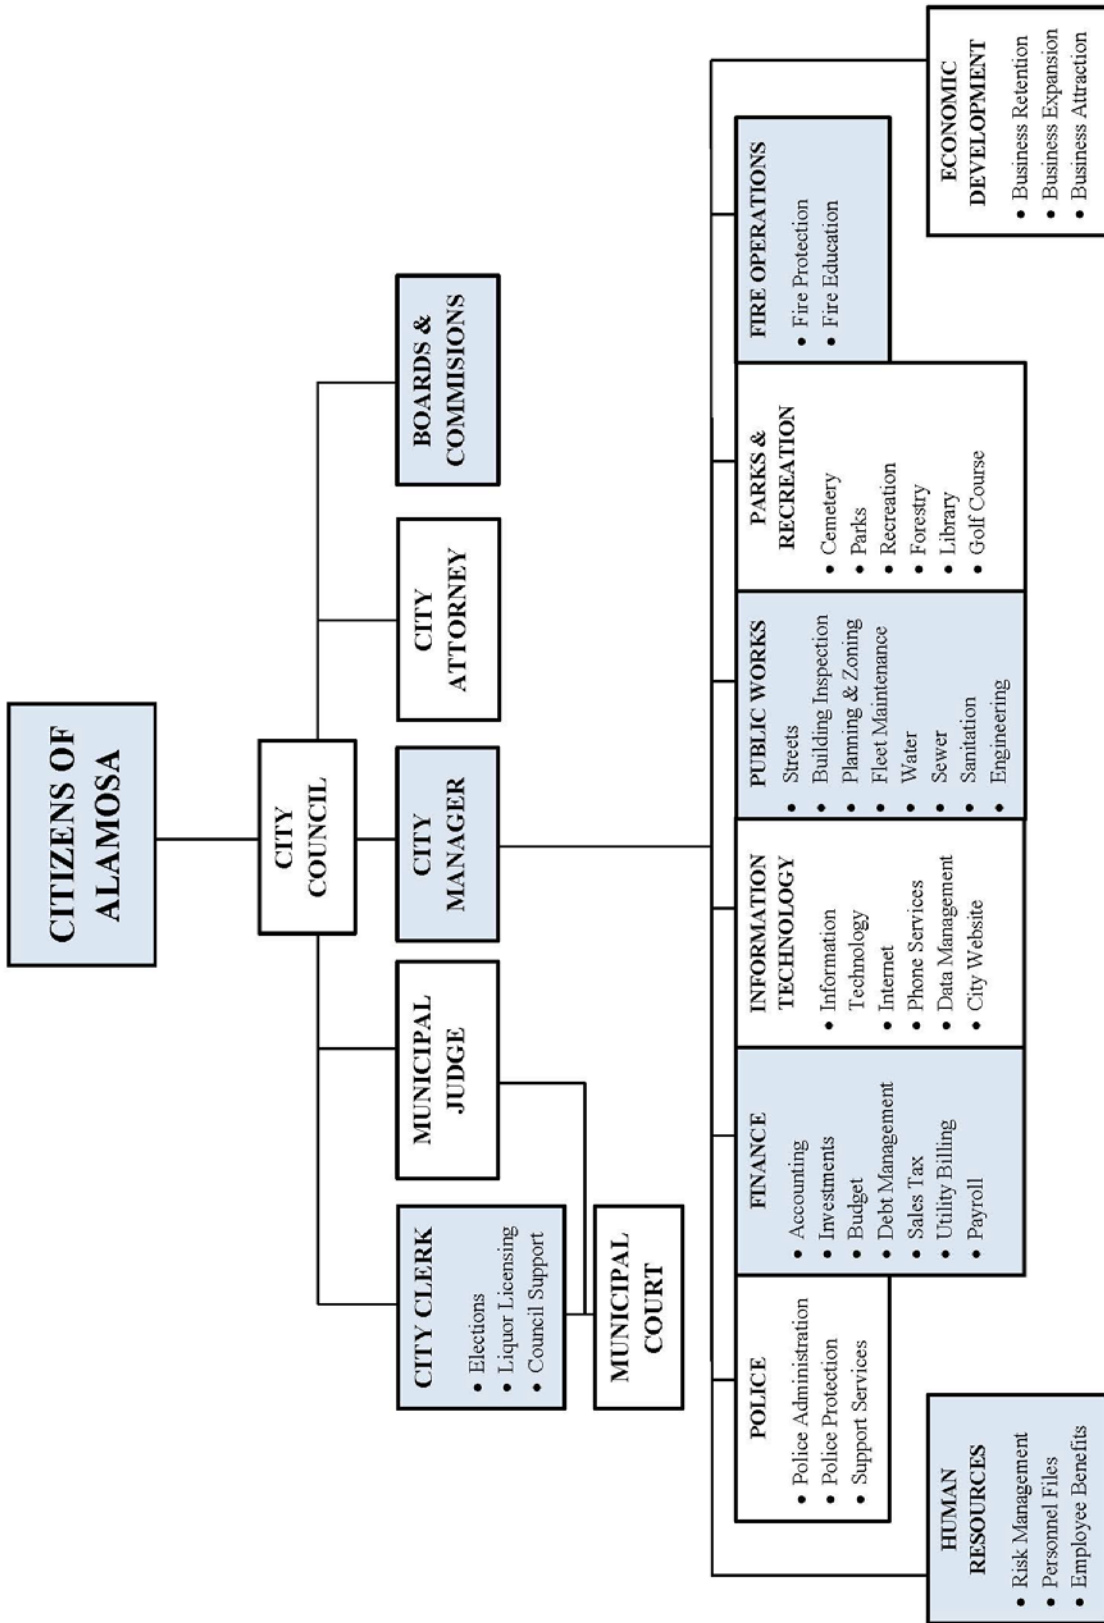 CITIZENS OF
ALAMOSA
CITY
COUNCIL
CITY CLERK
• Elections
• Liquor Licensing
• Council Support
MUNICIPAL
JUDGE
CITY
MANAGER
CITY
ATTORNEY
BOARDS &
COMMISIONS
MUNICIPAL
COURT
POLICE
• Police Administration
• Police Protection
• Support Services
FINANCE
• Accounting
• Investments
• Budget
• Debt Management
• Sales Tax
• Utility Billing
• Payroll
INFORMATION
TECHNOLOGY
• Information
Technology
• Internet
• Phone Services
• Data Management
• City Website
PUBLIC WORKS
• Streets
• Building Inspection
• Planning & Zoning
• Fleet Maintenance
• Water
• Sewer
• Sanitation
• Engineering
PARKS &
RECREATION
• Cemetery
• Parks
• Recreation
• Forestry
• Library
• Golf Course
FIRE OPERATIONS
• Fire Protection
• Fire Education
HUMAN
RESOURCES
• Risk Management
• Personnel Files
• Employee Benefits
ECONOMIC
DEVELOPMENT
• Business Retention
• Business Expansion
• Business Attraction